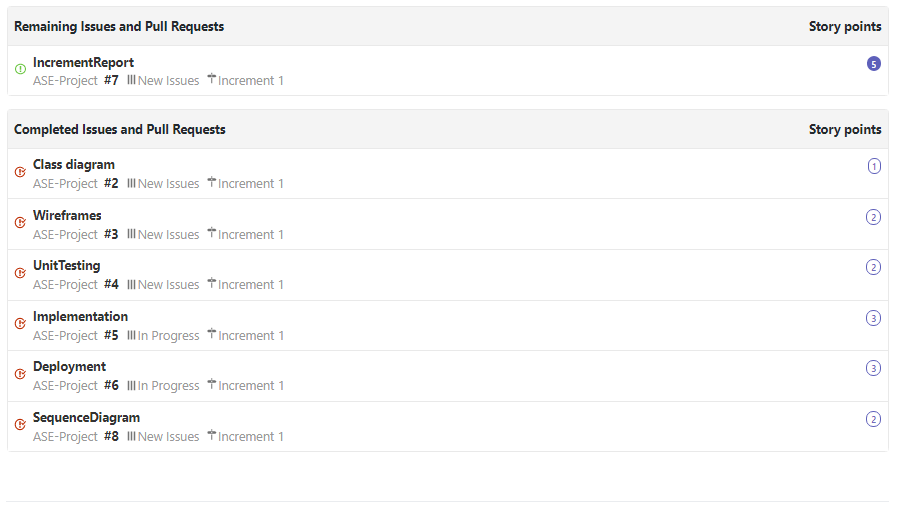 Remaining Issues and Pull Requests Story points
IncrementReport 5
ASE-Project #7 New Issues Increment 1
Completed Issues and Pull Requests Story points
Class diagram 1
ASE-Project #2 New Issues Increment 1
Wireframes 2
ASE-Project #3 New Issues Increment 1
UnitTesting 2
ASE-Project #4 New Issues Increment 1
Implementation 3
ASE-Project #5 In Progress Increment 1
Deployment 3
ASE-Project #6 In Progress Increment 1
SequenceDiagram 2
ASE-Project #8 New Issues Increment 1